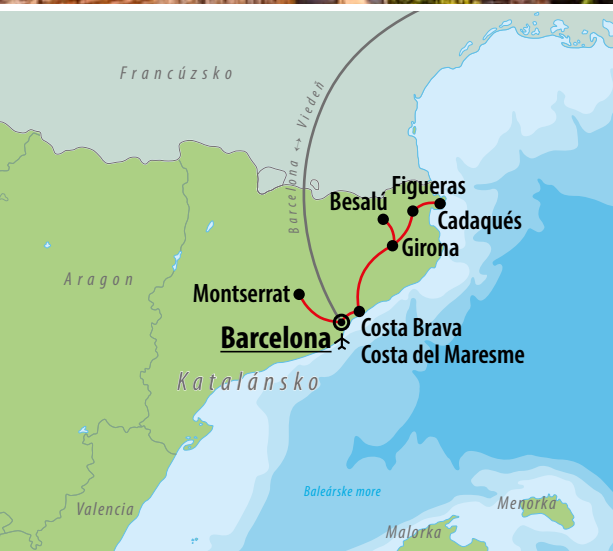 Francúzsko
Barcelona ↔ Viedeň
Figueras
Besalú
Cadaqués
Girona
Aragon
Montserrat
Barcelona
Costa Brava
Costa del Maresme
Katalánsko
Baleárske more
Menorka
Valencia
Malorka